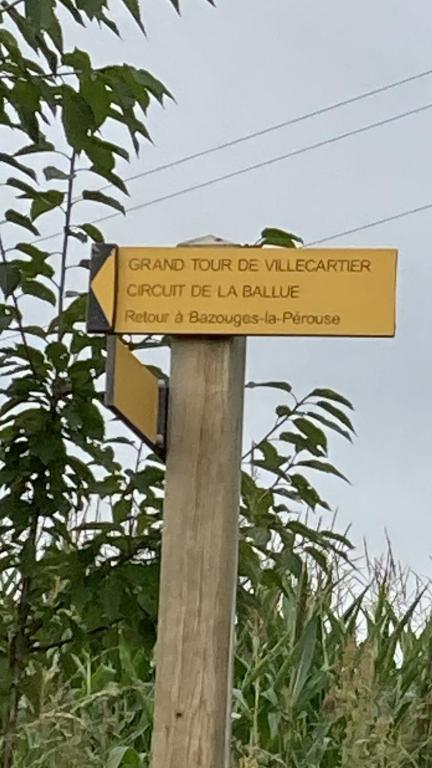 GRAND TOUR DE VILLECARTIER
CIRCUIT DE LA BALLUE
Retour à Bazouges-la-Pérouse